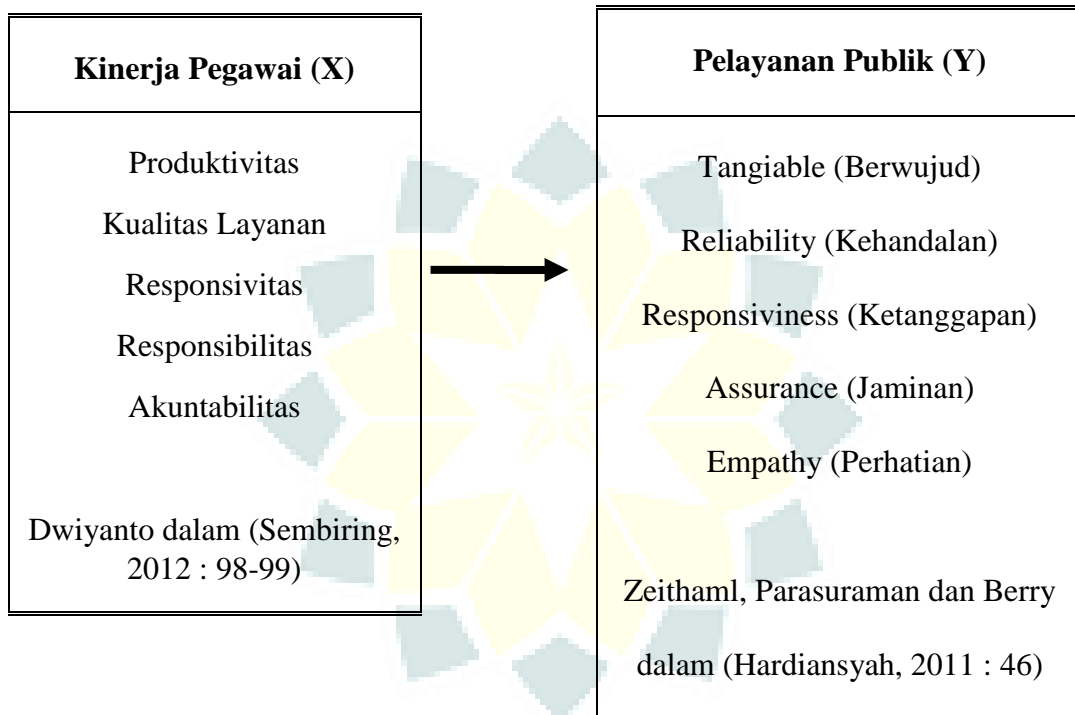 Kinerja Pegawai (X)
Produktivitas
Kualitas Layanan
Responsivitas
Responsibilitas
Akuntabilitas
Dwiyanto dalam (Sembiring,
2012 : 98-99)
Pelayanan Publik (Y)
Tangiable (Berwujud)
Reliability (Kehandalan)
Responsiviness (Ketanggapan)
Assurance (Jaminan)
Empathy (Perhatian)
Zeithaml, Parasuraman dan Berry
dalam (Hardiansyah, 2011 : 46)